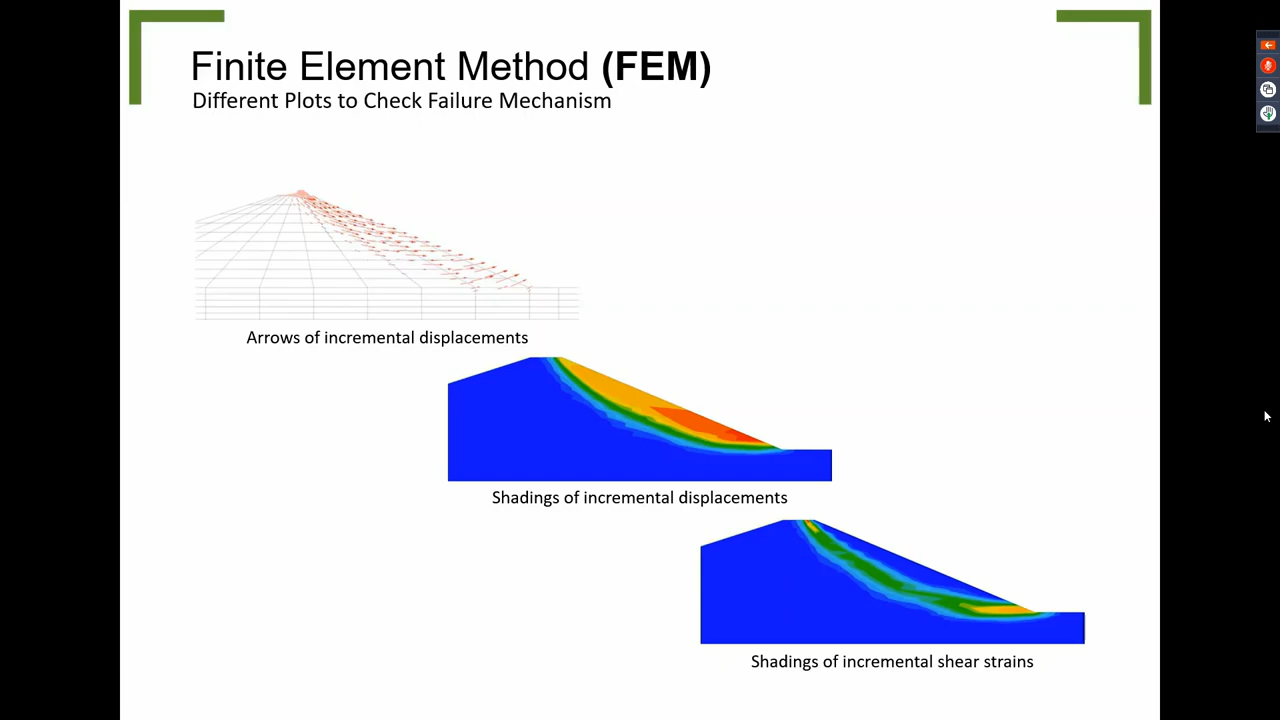 Finite Element Method (FEM)
Different Plots to Check Failure Mechanism
Arrows of incremental displacements
Shadings of incremental displacements
Shadings of incremental shear strains